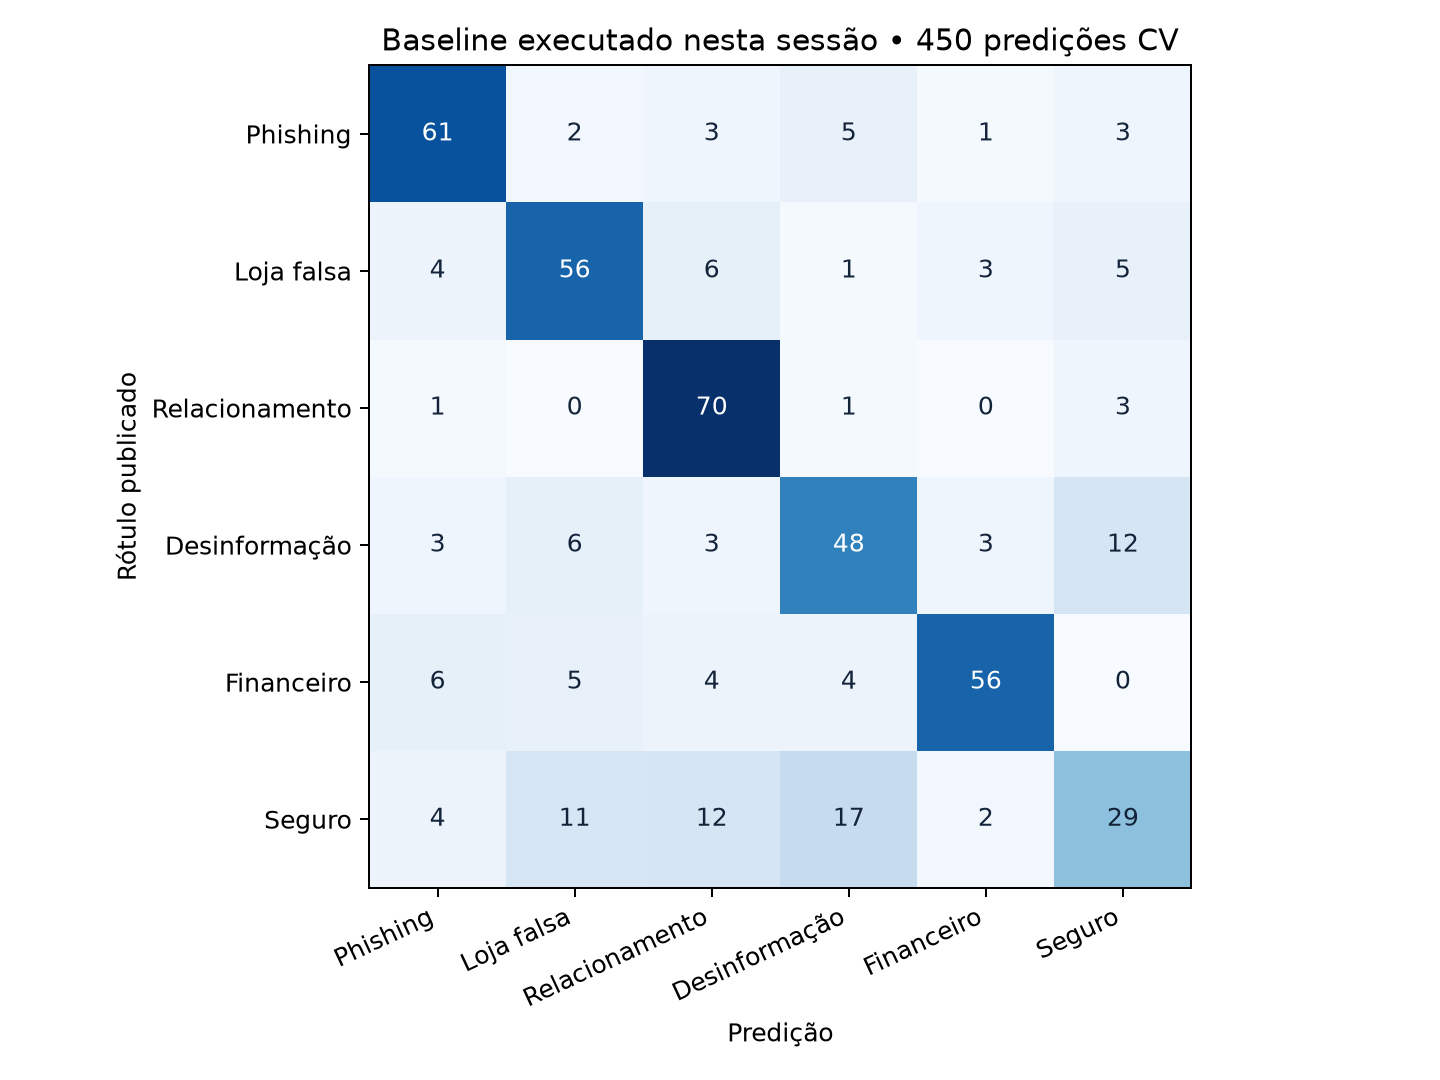 Baseline executado nesta sessão • 450 predições CV
Rótulo publicado
Phishing 61 2 3 5 1 3
Loja falsa 4 56 6 1 3 5
Relacionamento 1 0 70 1 0 3
Desinformação 3 6 3 48 3 12
Financeiro 6 5 4 4 56 0
Seguro 4 11 12 17 2 29
Phishing Loja falsa Relacionamento Desinformação Financeiro Seguro
Predição